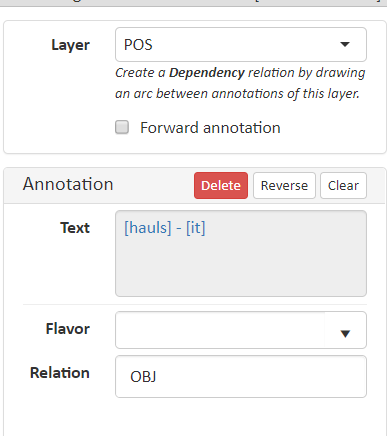 Layer
POS
Create a Dependency relation by drawing
an arc between annotations of this layer.
Forward annotation
Annotation
Delete
Reverse
Clear
Text
[hauls] - [it]
Flavor
Relation
OBJ